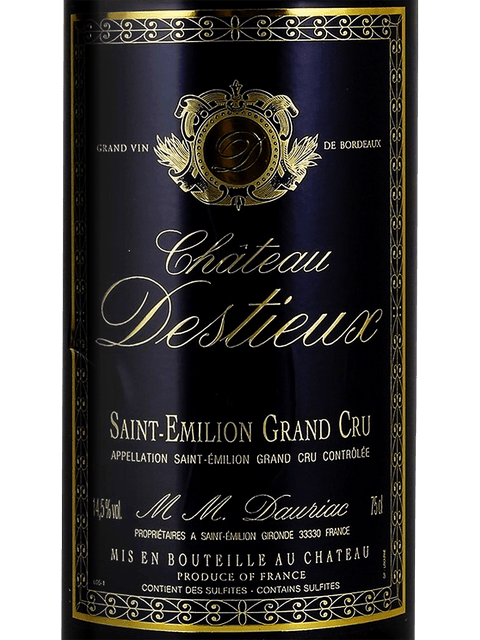 GRAND VIN DE BORDEAUX
D
Château
Destieux
SAINT-EMILION GRAND CRU
APPELLATION SAINT-ÉMILION GRAND CRU CONTRÔLÉE
14,5% vol. M. M. Dauriac 75 cl
PROPRIÉTAIRES A SAINT-ÉMILION GIRONDE 33330 FRANCE
MIS EN BOUTEILLE AU CHATEAU
PRODUCE OF FRANCE
CONTIENT DES SULFITES - CONTAINS SULFITES